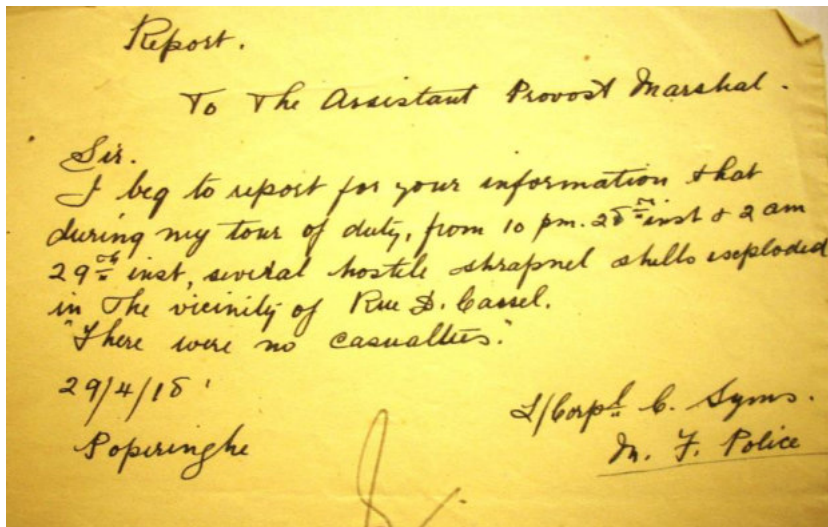 Report.
To The Assistant Provost Marshal.
Sir.
I beg to report for your information that
during my tour of duty, from 10 pm. 28th inst & 2 am
29th inst, several hostile shrapnel shells exploded
in The vicinity of Rue D. Cassel.
"There were no casualties."
29/4/18
Poperinghe
L/Corpl C. Syms.
M. F. Police